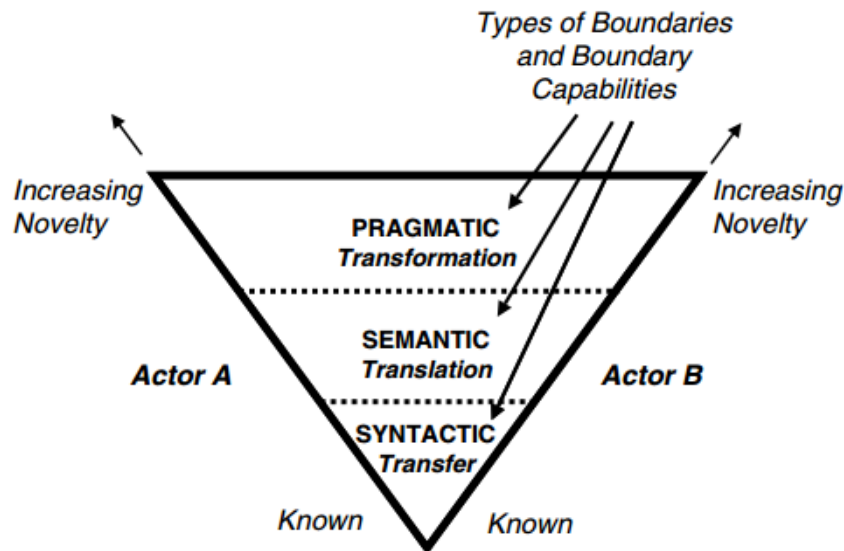 Types of Boundaries
and Boundary
Capabilities
Increasing
Novelty
Increasing
Novelty
PRAGMATIC
Transformation
SEMANTIC
Translation
Actor A
Actor B
SYNTACTIC
Transfer
Known
Known